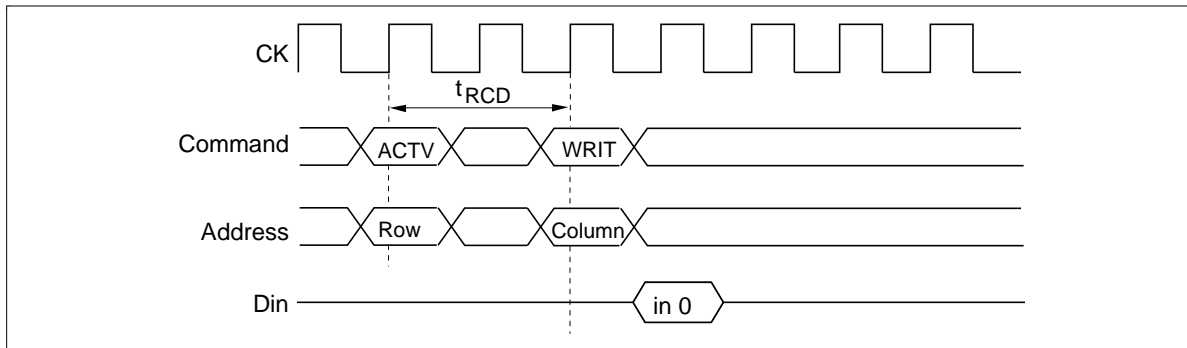 CK
tRCD
Command ACTV WRIT
Address Row Column
Din in 0